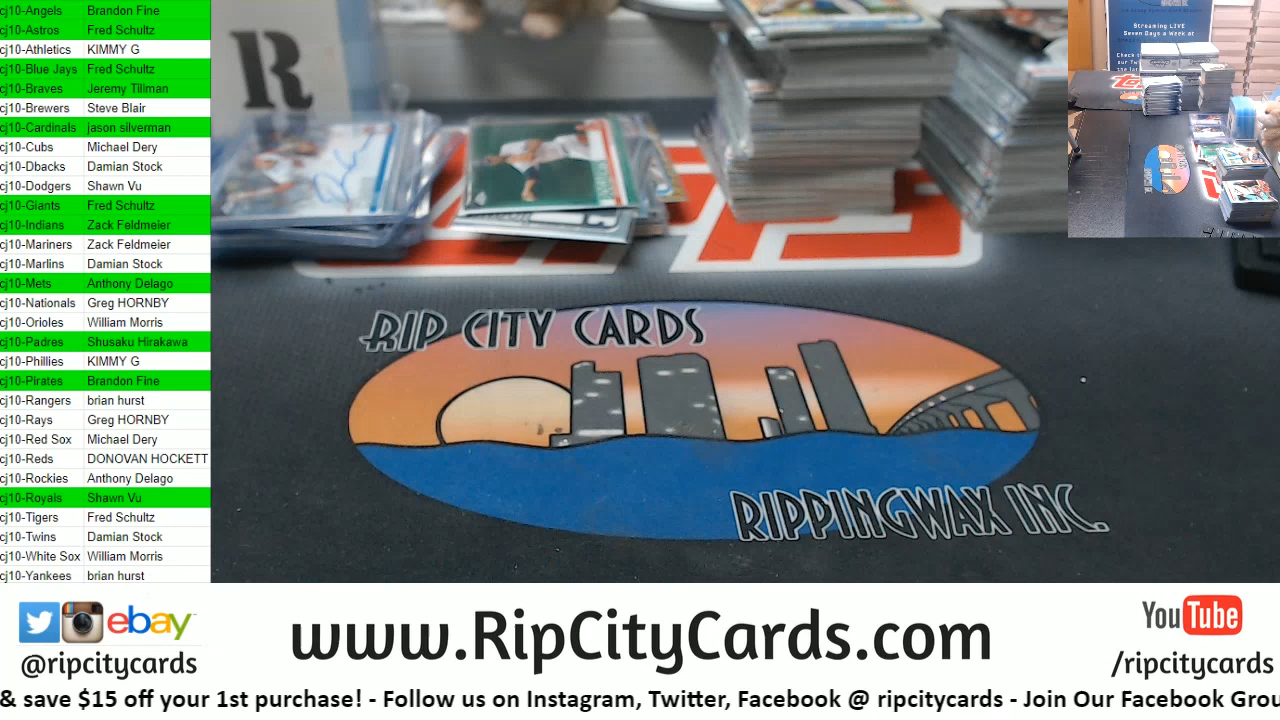 cj10-Angels Brandon Fine
cj10-Astros Fred Schultz
cj10-Athletics KIMMY G
cj10-Blue Jays Fred Schultz
cj10-Braves Jeremy Tillman
cj10-Brewers Steve Blair
cj10-Cardinals jason silverman
cj10-Cubs Michael Dery
cj10-Dbacks Damian Stock
cj10-Dodgers Shawn Vu
cj10-Giants Fred Schultz
cj10-Indians Zack Feldmeier
cj10-Mariners Zack Feldmeier
cj10-Marlins Damian Stock
cj10-Mets Anthony Delago
cj10-Nationals Greg HORNBY
cj10-Orioles William Morris
cj10-Padres Shusaku Hirakawa
cj10-Phillies KIMMY G
cj10-Pirates Brandon Fine
cj10-Rangers brian hurst
cj10-Rays Greg HORNBY
cj10-Red Sox Michael Dery
cj10-Reds DONOVAN HOCKETT
cj10-Rockies Anthony Delago
cj10-Royals Shawn Vu
cj10-Tigers Fred Schultz
cj10-Twins Damian Stock
cj10-White Sox William Morris
cj10-Yankees brian hurst
R
RIP CITY CARDS
RIPPINGWAX INC.
Streaming LIVE
Seven Days a Week at
ebay
@ripcitycards
www.RipCityCards.com
YouTube
/ripcitycards
& save $15 off your 1st purchase! - Follow us on Instagram, Twitter, Facebook @ ripcitycards - Join Our Facebook Grou